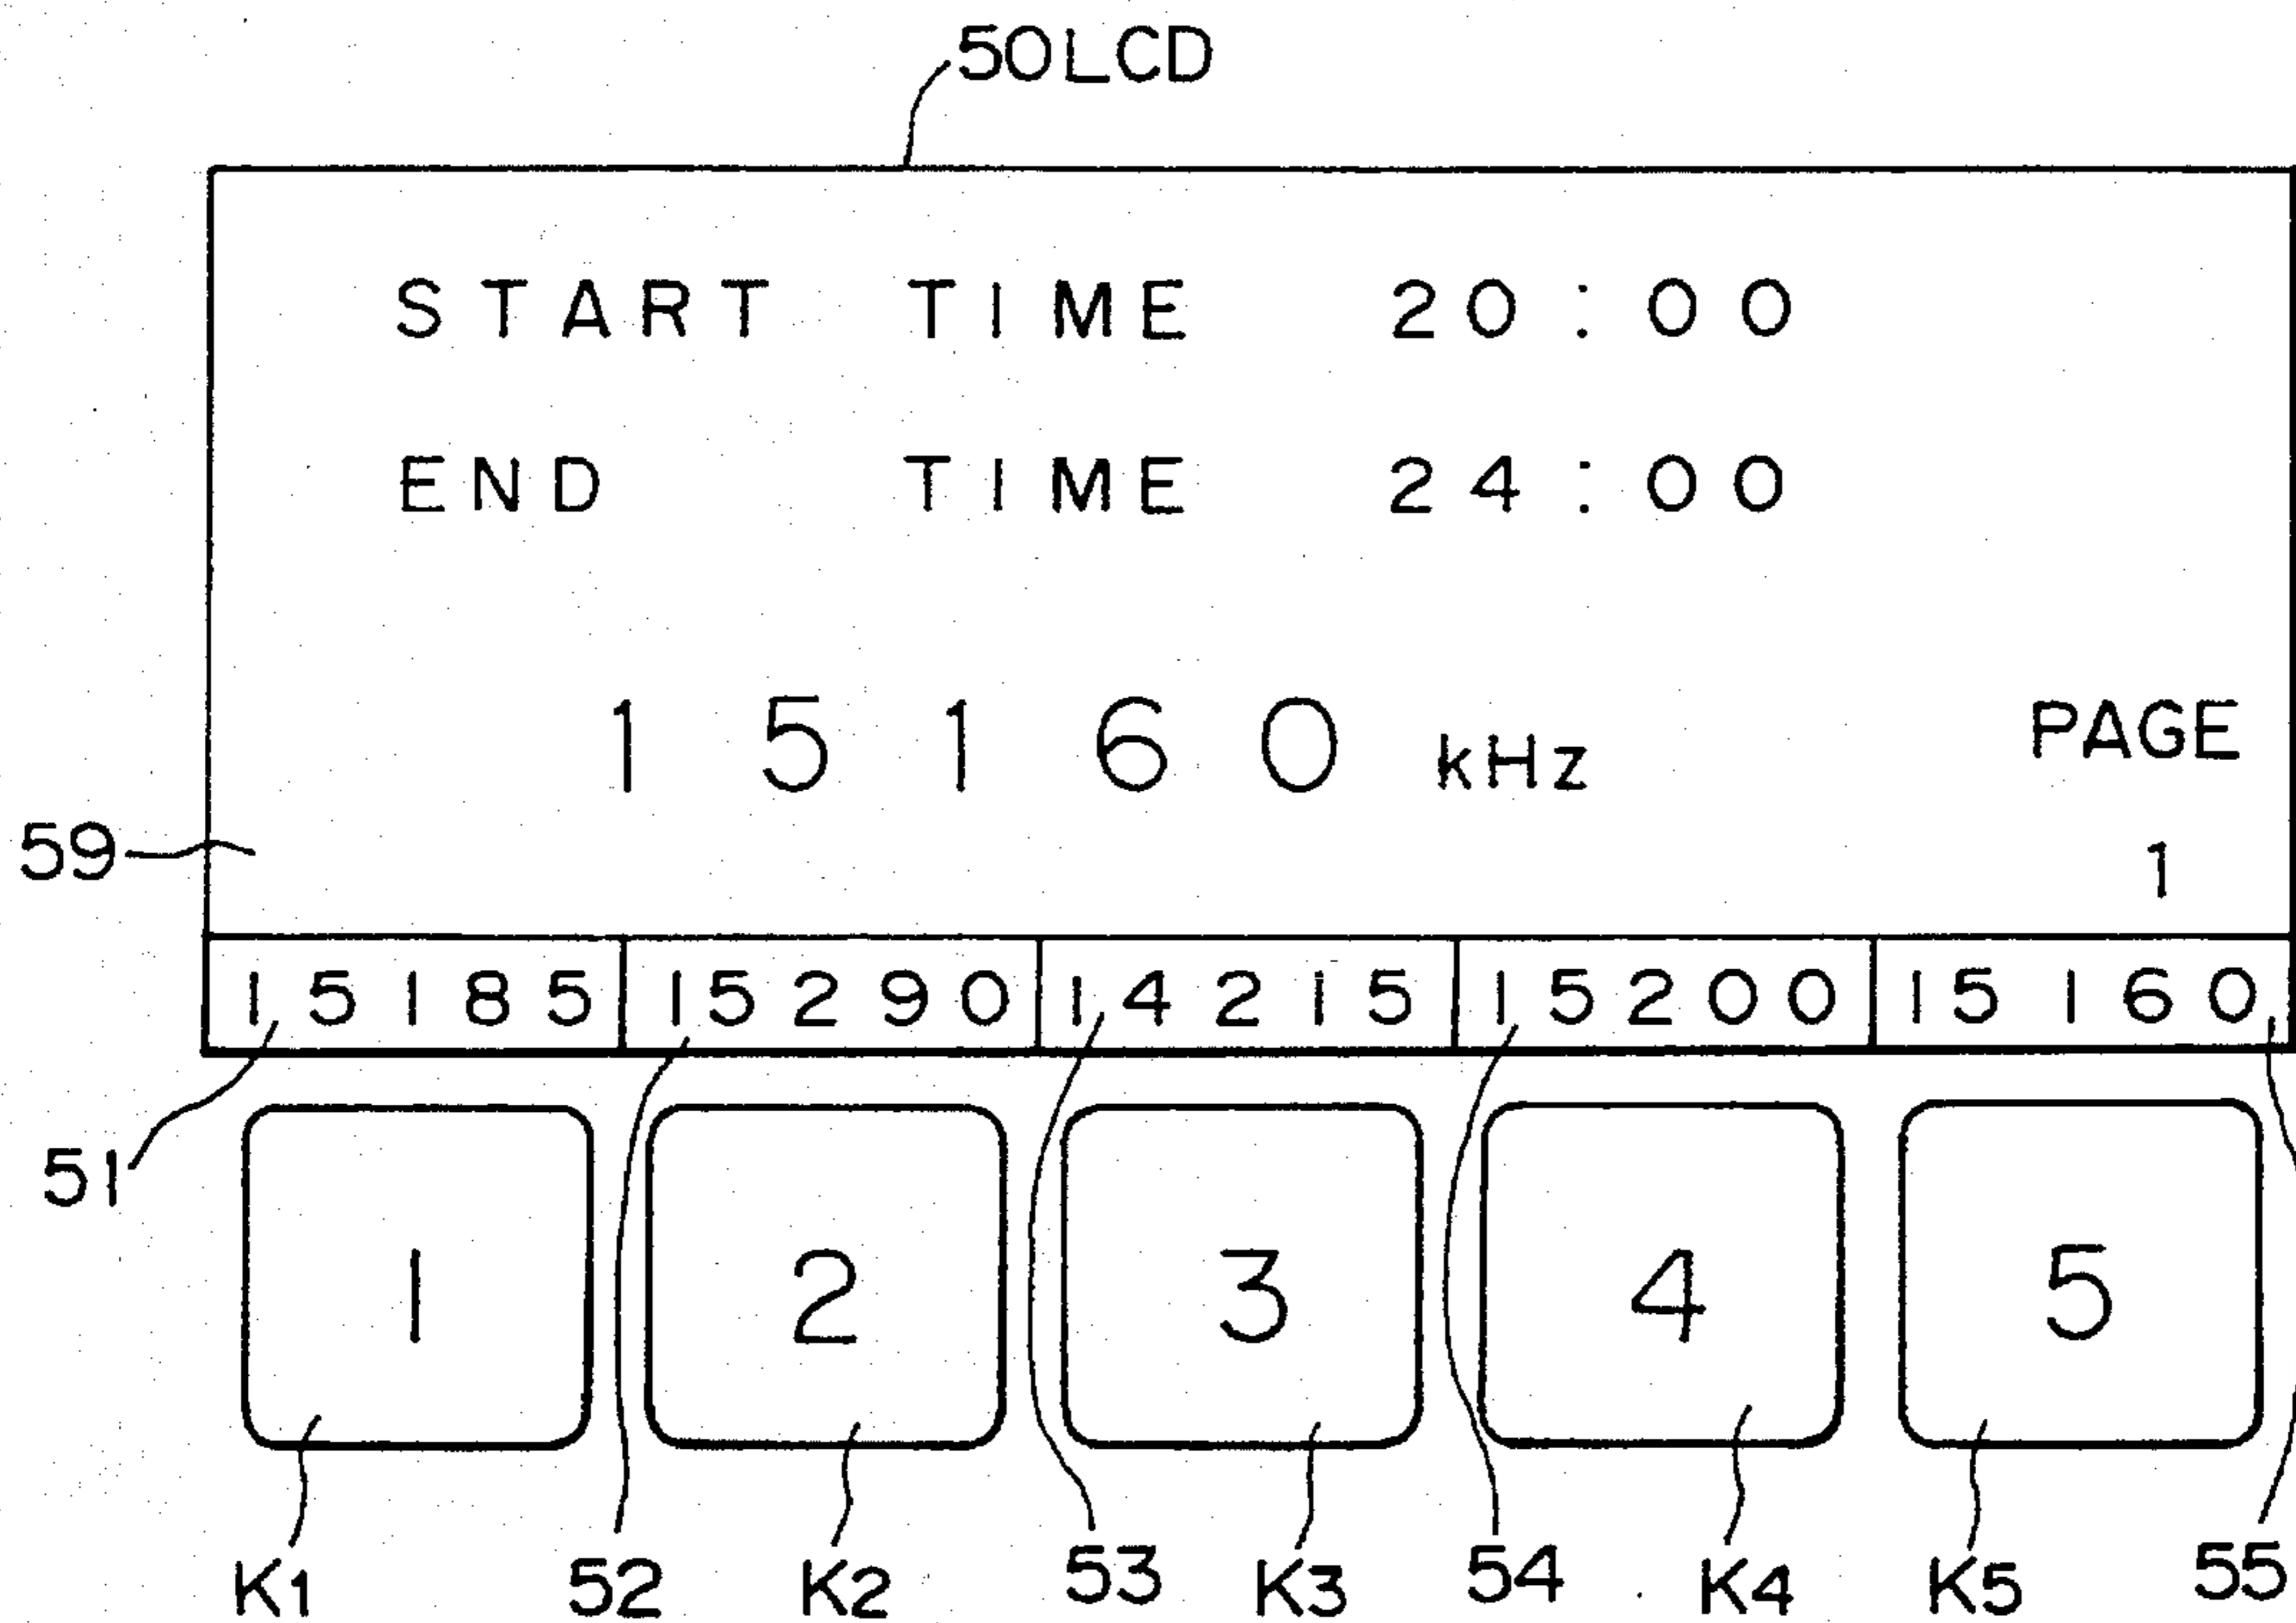 50LCD
START TIME 20:00
END TIME 24:00
15160 kHz PAGE
59
1
15185 15290 14215 15200 15160
51
1 2 3 4 5
K1 52 K2 53 K3 54 K4 K5 55